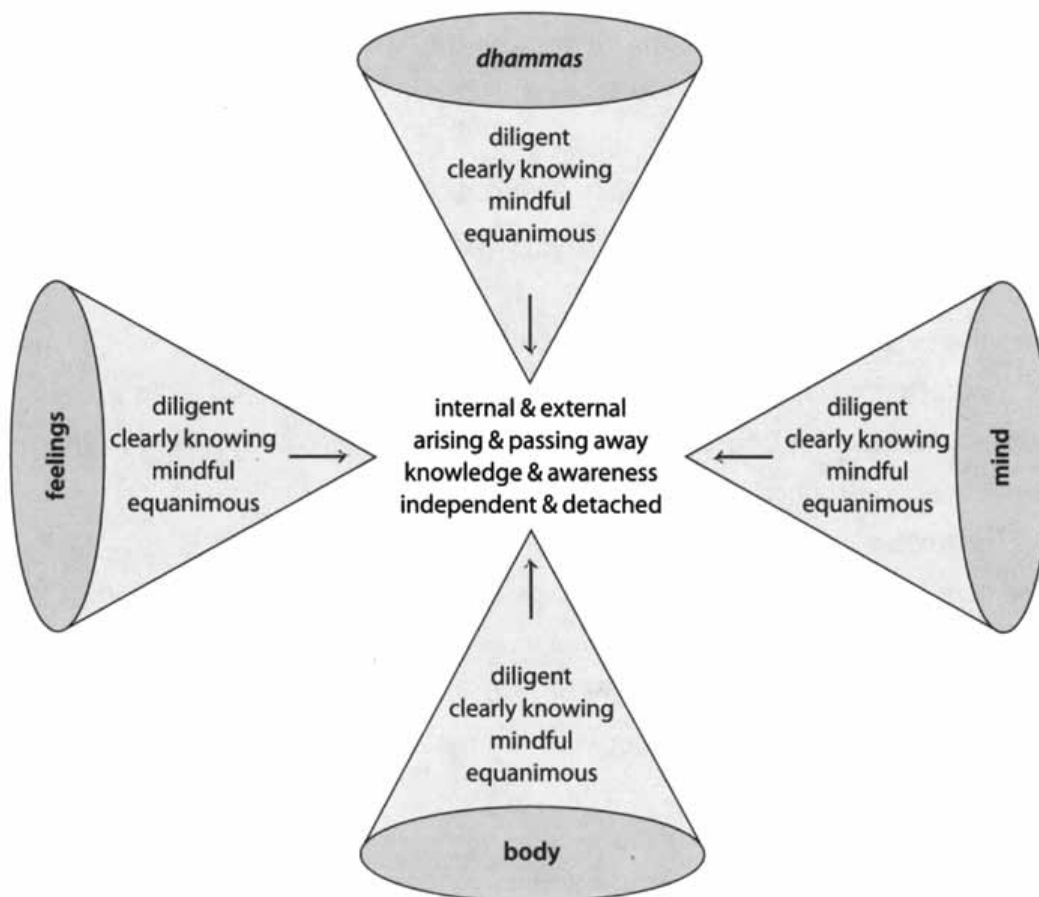 dhammas
diligent
clearly knowing
mindful
equanimous
feelings
diligent
clearly knowing
mindful
equanimous
internal & external
arising & passing away
knowledge & awareness
independent & detached
diligent
clearly knowing
mindful
equanimous
mind
diligent
clearly knowing
mindful
equanimous
body